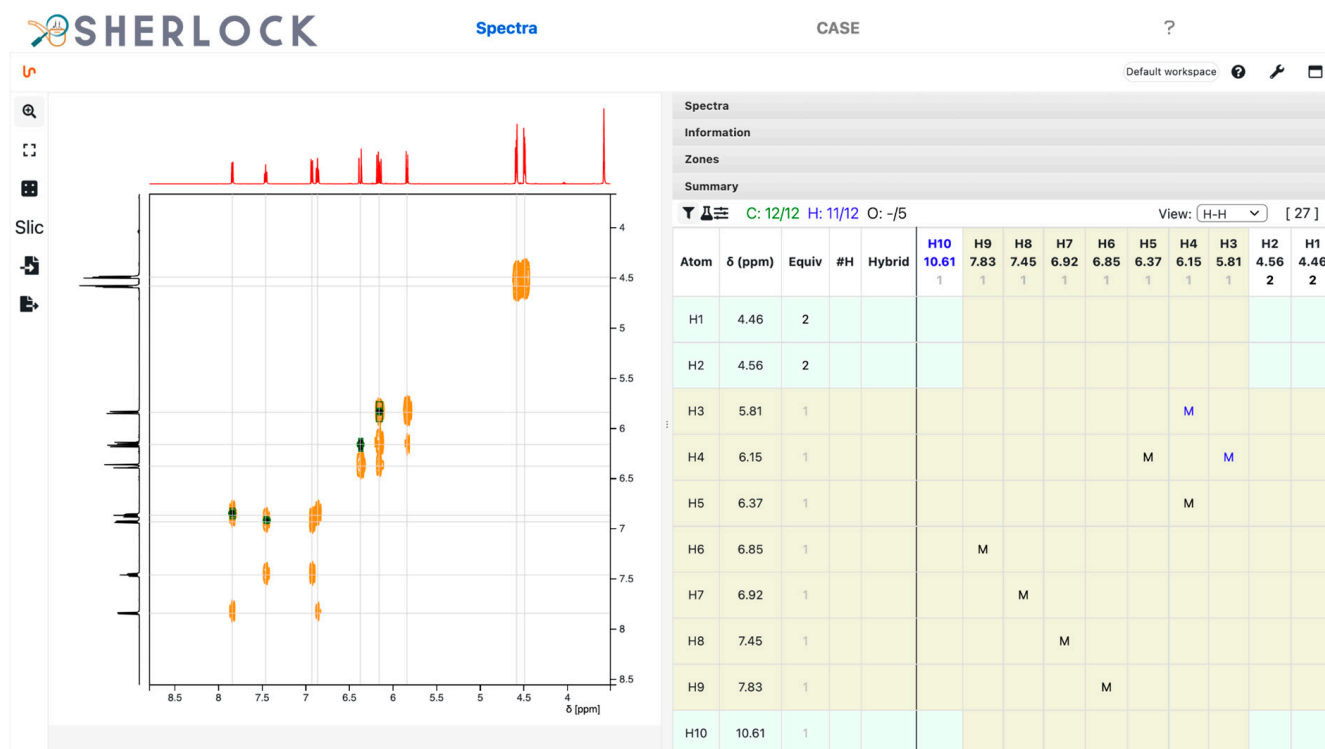 SHERLOCK Spectra CASE ?
Default workspace
Slic
4
4.5
5
5.5
6
6.5
7
7.5
8
8.5
8.5 8 7.5 7 6.5 6 5.5 5 4.5 4
δ [ppm]
Spectra
Information
Zones
Summary
C: 12/12 H: 11/12 O: -/5 View: H-H [ 27 ]
Atom δ (ppm) Equiv #H Hybrid H10 H9 H8 H7 H6 H5 H4 H3 H2 H1
10.61 7.83 7.45 6.92 6.85 6.37 6.15 5.81 4.56 4.46
1 1 1 1 1 1 1 1 2 2
H1 4.46 2
H2 4.56 2
H3 5.81 1 M
H4 6.15 1 M M
H5 6.37 1 M
H6 6.85 1 M
H7 6.92 1 M
H8 7.45 1 M
H9 7.83 1 M
H10 10.61 1